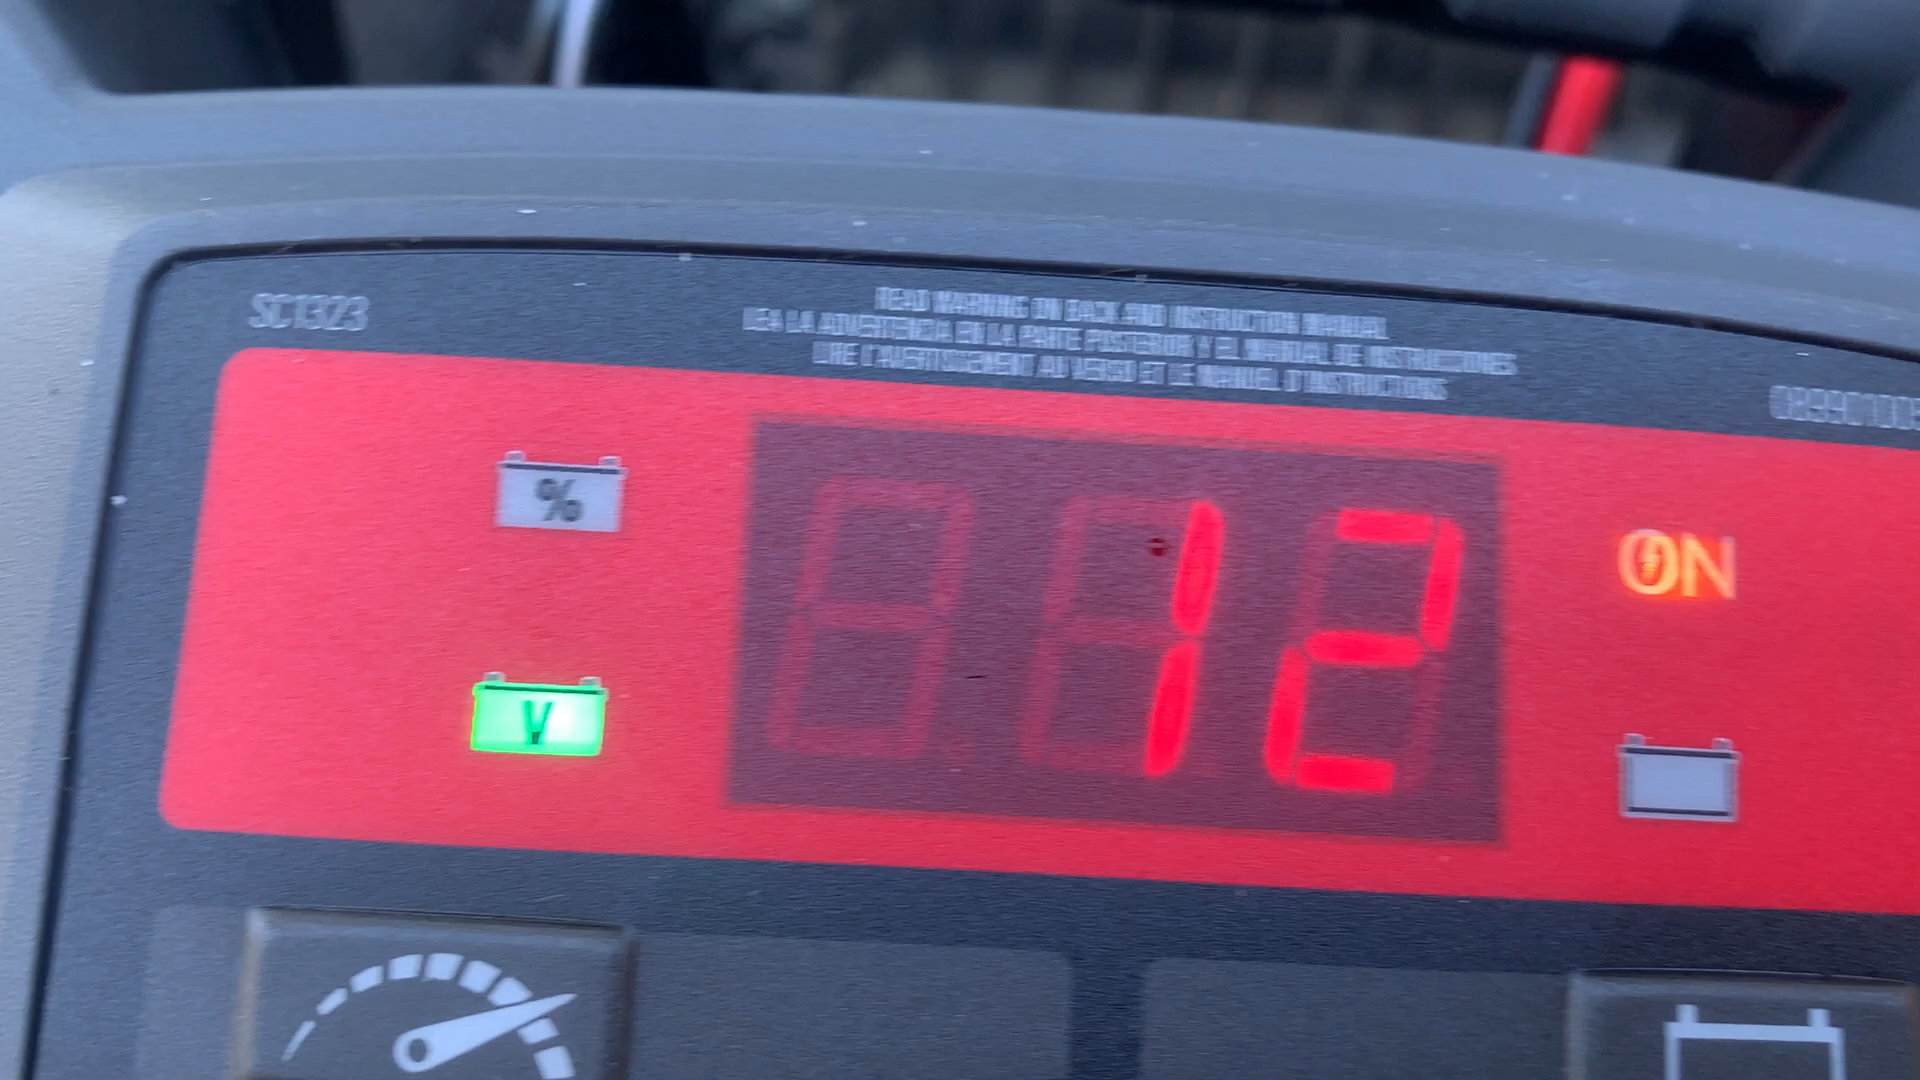 SC1323
READ WARNING ON BACK AND INSTRUCTION MANUAL
LEA LA ADVERTENCIA EN LA PARTE POSTERIOR Y EL MANUAL DE INSTRUCCIONES
LIRE L'AVERTISSEMENT AU VERSO ET LE MANUEL D'INSTRUCTIONS
%
12
ON
V